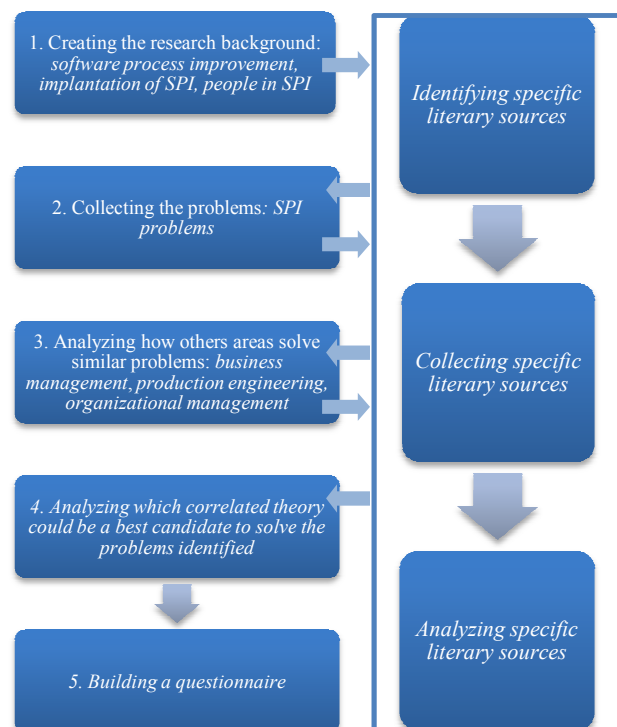 1. Creating the research background:
software process improvement,
implantation of SPI, people in SPI
2. Collecting the problems: SPI
problems
3. Analyzing how others areas solve
similar problems: business
management, production engineering,
organizational management
4. Analyzing which correlated theory
could be a best candidate to solve the
problems identified
5. Building a questionnaire
Identifying specific
literary sources
Collecting specific
literary sources
Analyzing specific
literary sources